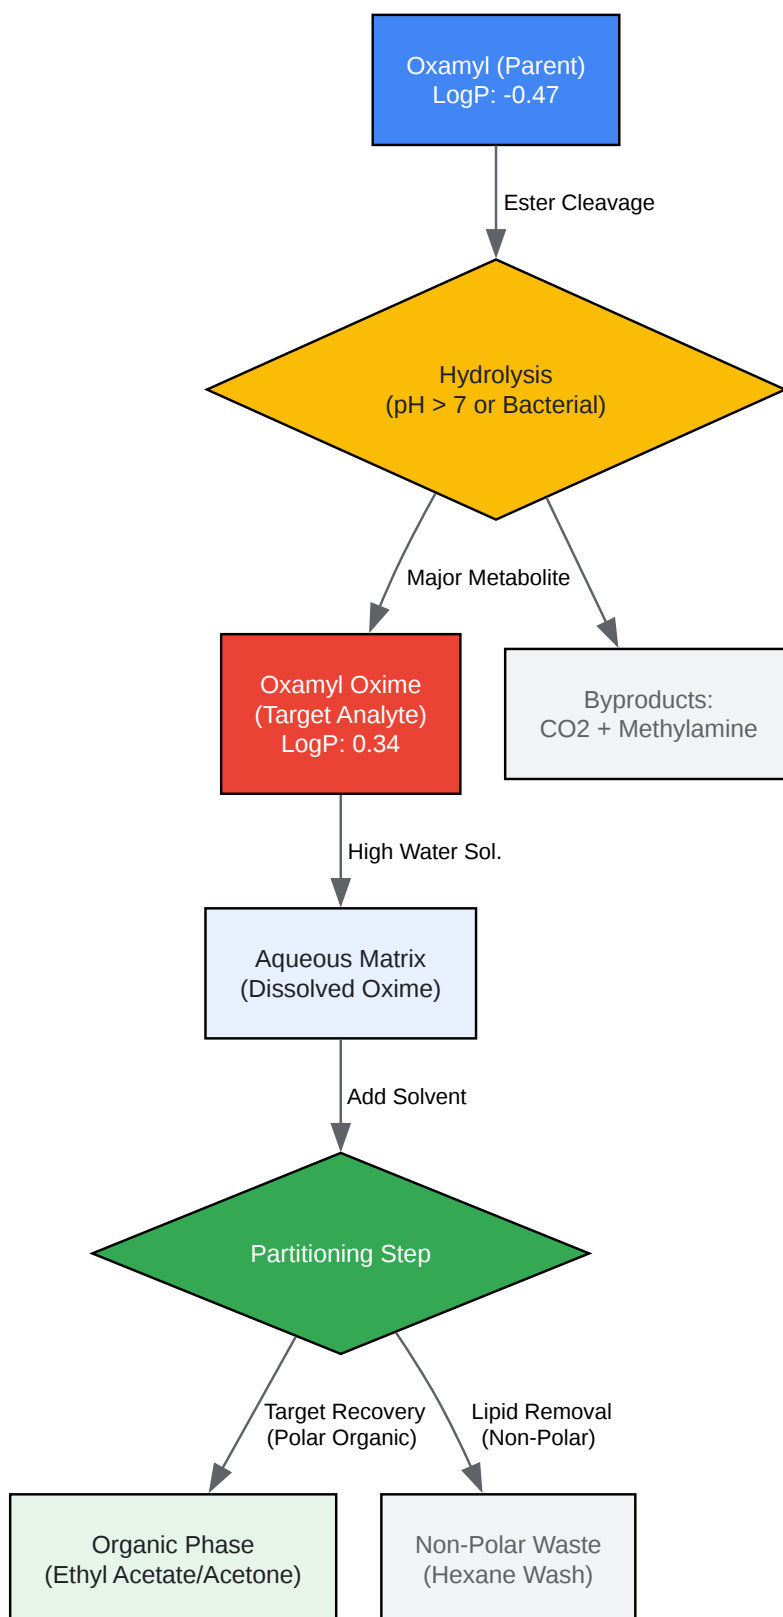 Oxamyl (Parent)
LogP: -0.47
Ester Cleavage
Hydrolysis
(pH > 7 or Bacterial)
Major Metabolite
Oxamyl Oxime
(Target Analyte)
LogP: 0.34
Byproducts:
CO2 + Methylamine
High Water Sol.
Aqueous Matrix
(Dissolved Oxime)
Add Solvent
Partitioning Step
Target Recovery
(Polar Organic)
Lipid Removal
(Non-Polar)
Organic Phase
(Ethyl Acetate/Acetone)
Non-Polar Waste
(Hexane Wash)